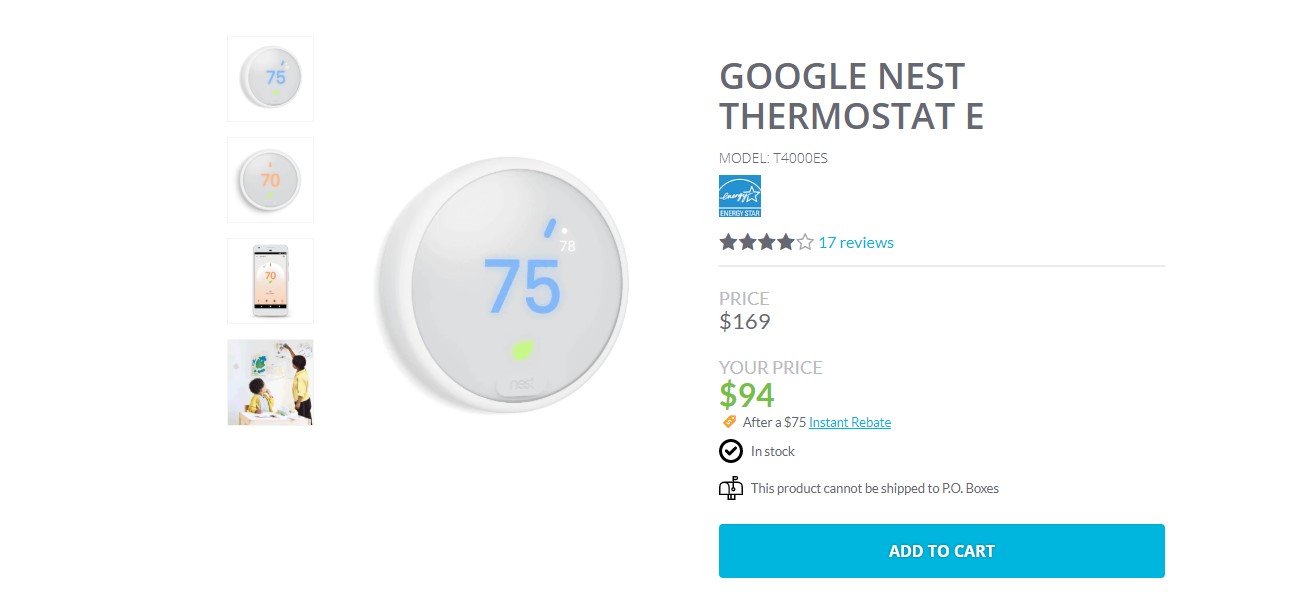 75
70
70
78
75
nest
GOOGLE NEST
THERMOSTAT E
MODEL: T4000ES
energy
ENERGY STAR
17 reviews
PRICE
$169
YOUR PRICE
$94
After a $75 Instant Rebate
In stock
This product cannot be shipped to P.O. Boxes
ADD TO CART